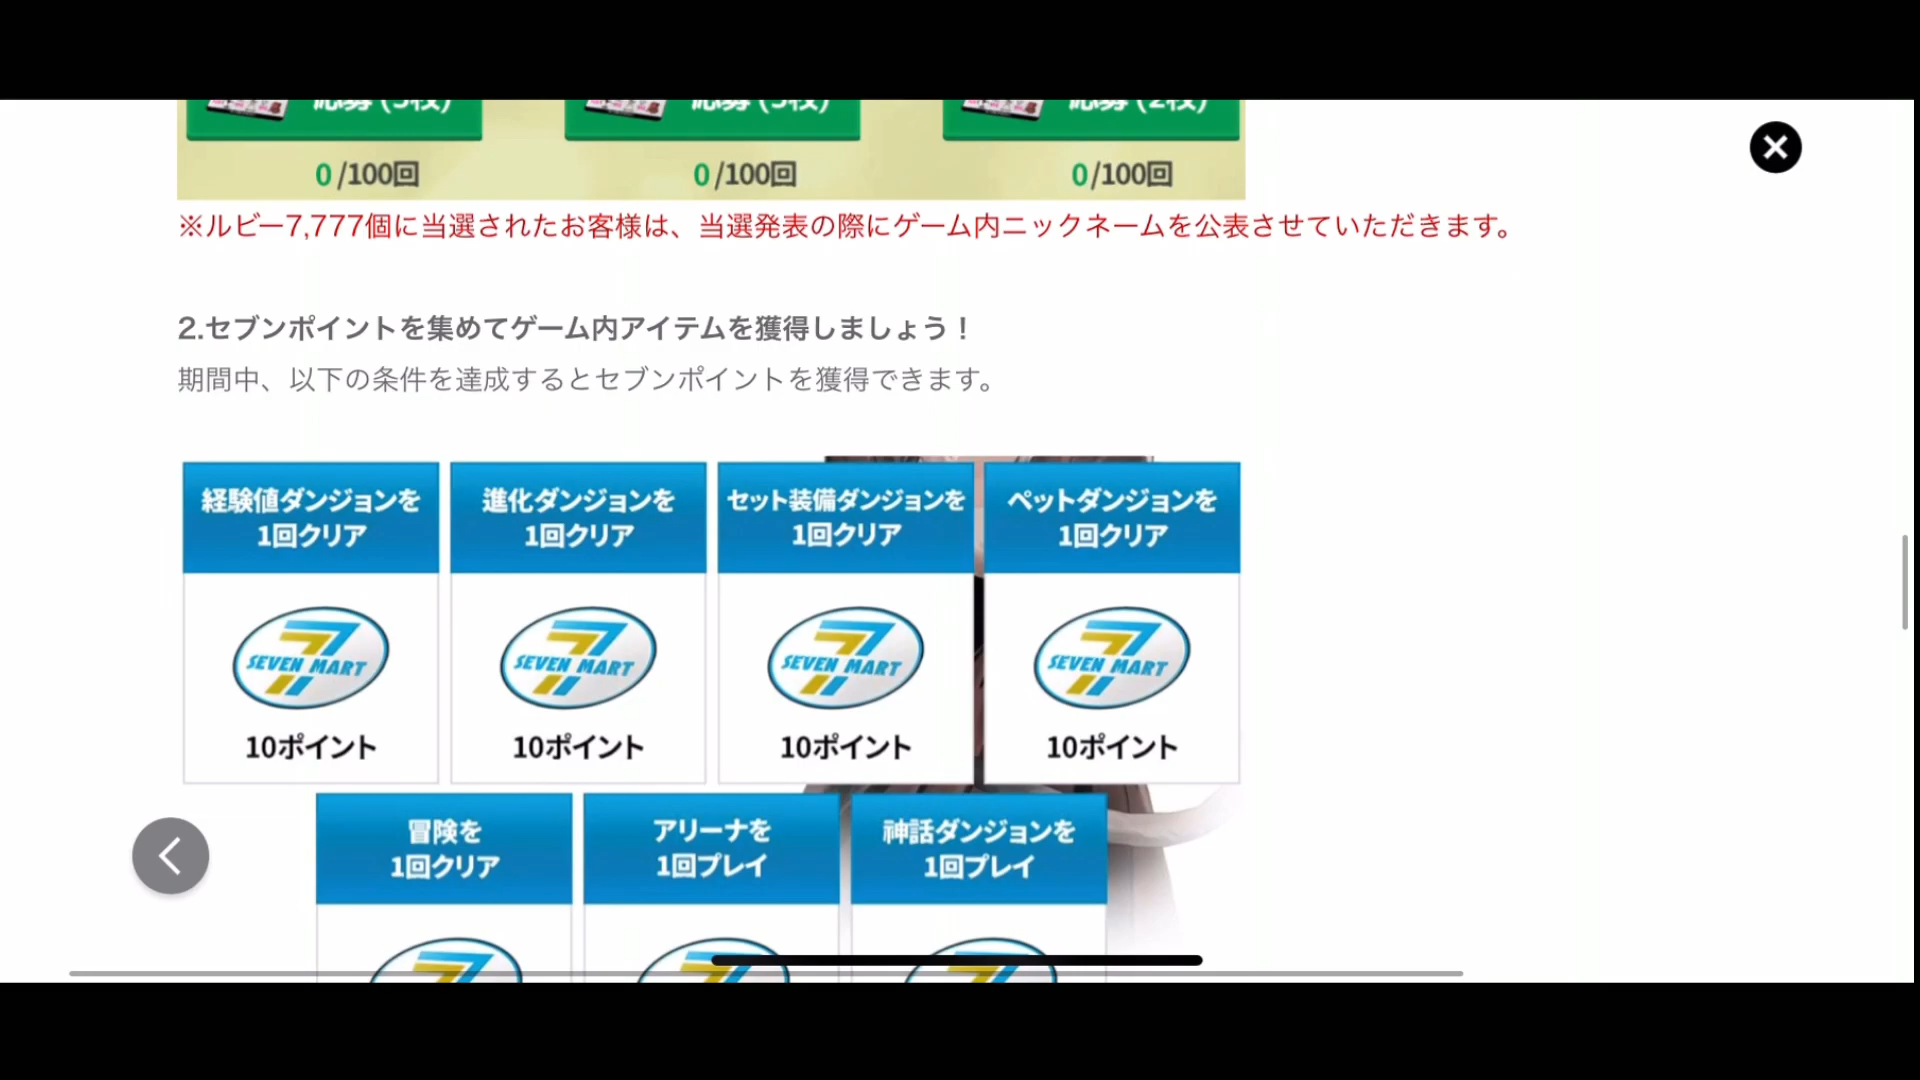 応募 (5枚) 応募 (5枚) 応募 (2枚)
0 /100回 0 /100回 0 /100回
※ルビー7,777個に当選されたお客様は、当選発表の際にゲーム内ニックネームを公表させていただきます。
2.セブンポイントを集めてゲーム内アイテムを獲得しましょう！
期間中、以下の条件を達成するとセブンポイントを獲得できます。
経験値ダンジョンを
1回クリア
SEVEN MART
10ポイント
進化ダンジョンを
1回クリア
SEVEN MART
10ポイント
セット装備ダンジョンを
1回クリア
SEVEN MART
10ポイント
ペットダンジョンを
1回クリア
SEVEN MART
10ポイント
冒険を
1回クリア
アリーナを
1回プレイ
神話ダンジョンを
1回プレイ